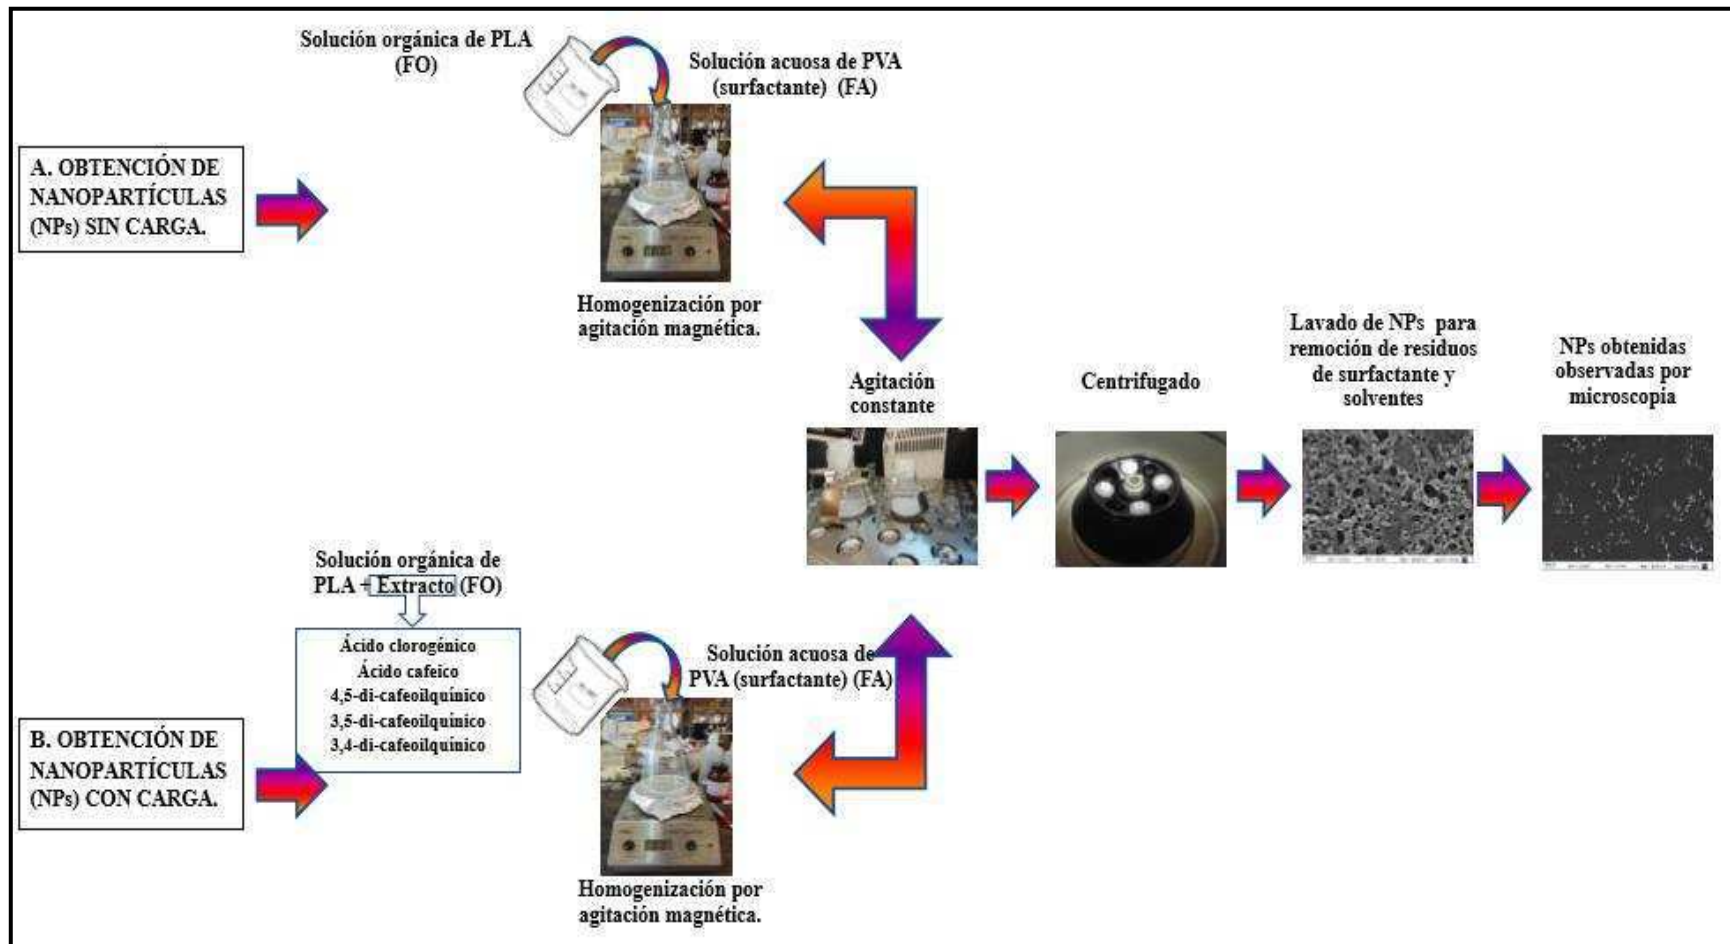 Solución orgánica de PLA
(FO)
Solución acuosa de PVA
(surfactante) (FA)
A. OBTENCIÓN DE
NANOPARTÍCULAS
(NPs) SIN CARGA.
Homogenización por
agitación magnética.
Agitación
constante
Centrifugado
Lavado de NPs para
remoción de residuos
de surfactante y
solventes
NPs obtenidas
observadas por
microscopia
Solución orgánica de
PLA + Extracto (FO)
Ácido clorogénico
Ácido cafeico
4,5-di-cafeoilquínico
3,5-di-cafeoilquínico
3,4-di-cafeoilquínico
Solución acuosa de
PVA (surfactante) (FA)
B. OBTENCIÓN DE
NANOPARTÍCULAS
(NPs) CON CARGA.
Homogenización por
agitación magnética.